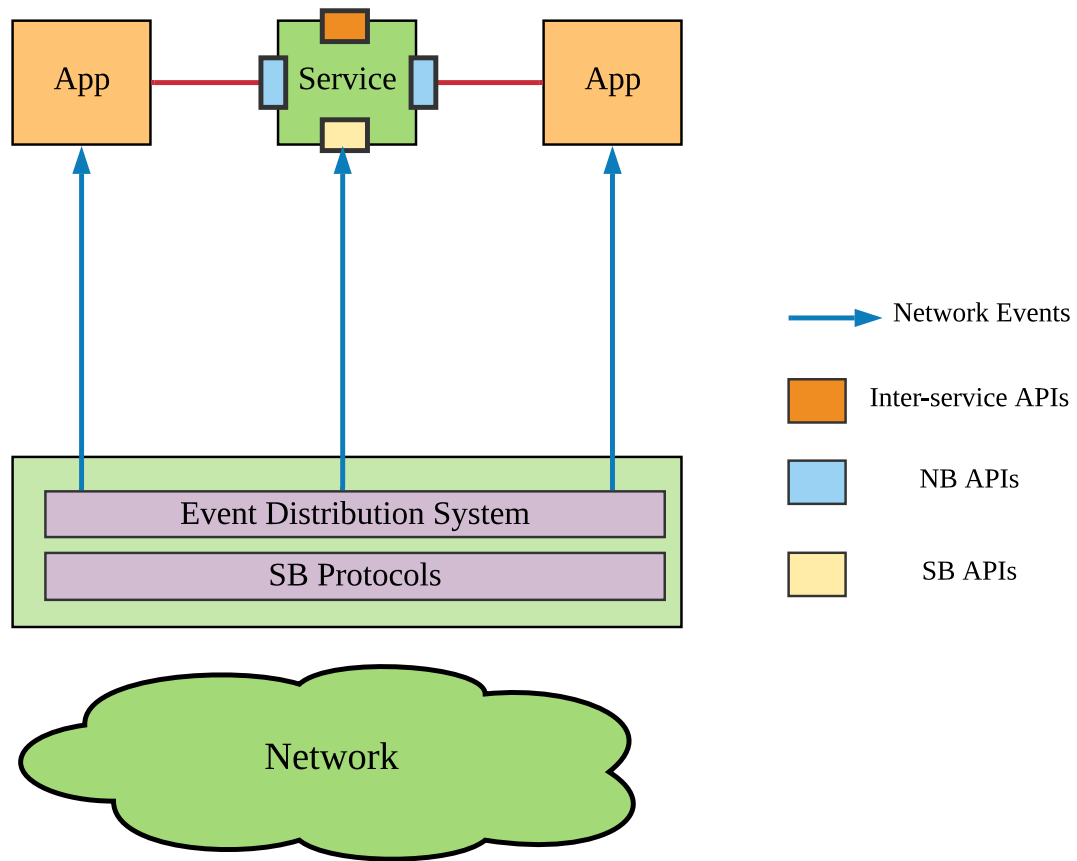 App
Service
App
Network Events
Inter-service APIs
NB APIs
Event Distribution System
SB APIs
SB Protocols
Network